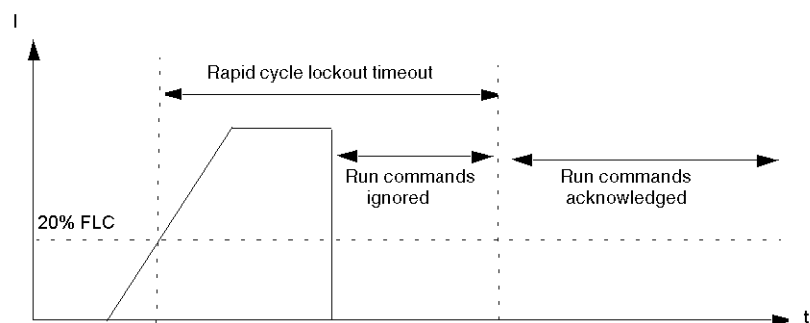 I
Rapid cycle lockout timeout
Run commands
ignored
Run commands
acknowledged
20% FLC
t